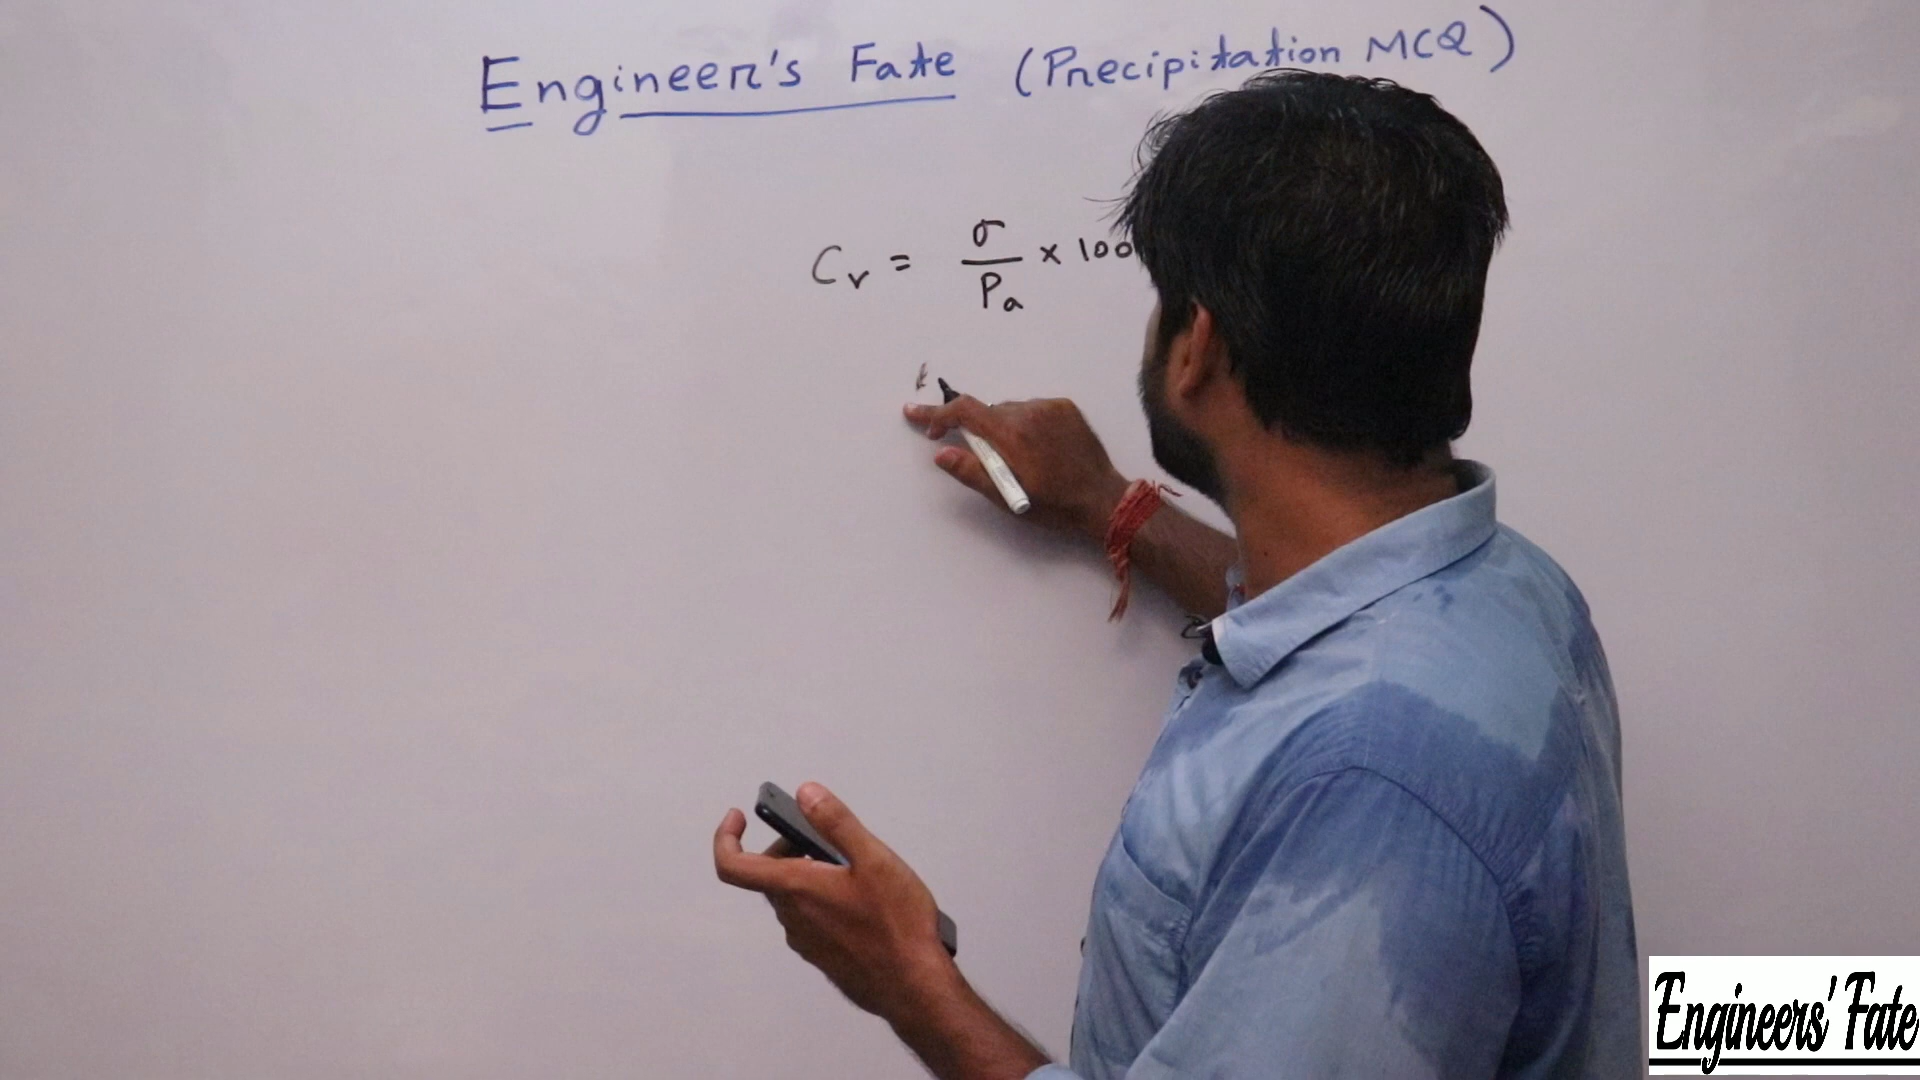 Engineer's Fate (Precipitation MCQ)
Cv = σ/Pa × 100
Engineers' Fate